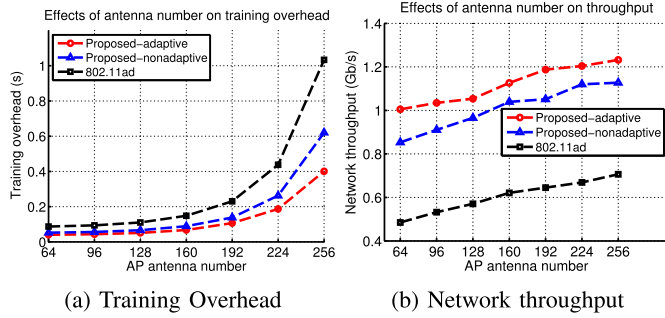 Effects of antenna number on training overhead
Training overhead (s)
Proposed−adaptive
Proposed−nonadaptive
802.11ad
1
0.8
0.6
0.4
0.2
0
64 96 128 160 192 224 256
AP antenna number
(a) Training Overhead
Effects of antenna number on throughput
Network throughput (Gb/s)
1.4
1.2
1
0.8
0.6
0.4
Proposed−adaptive
Proposed−nonadaptive
802.11ad
64 96 128 160 192 224 256
AP antenna number
(b) Network throughput